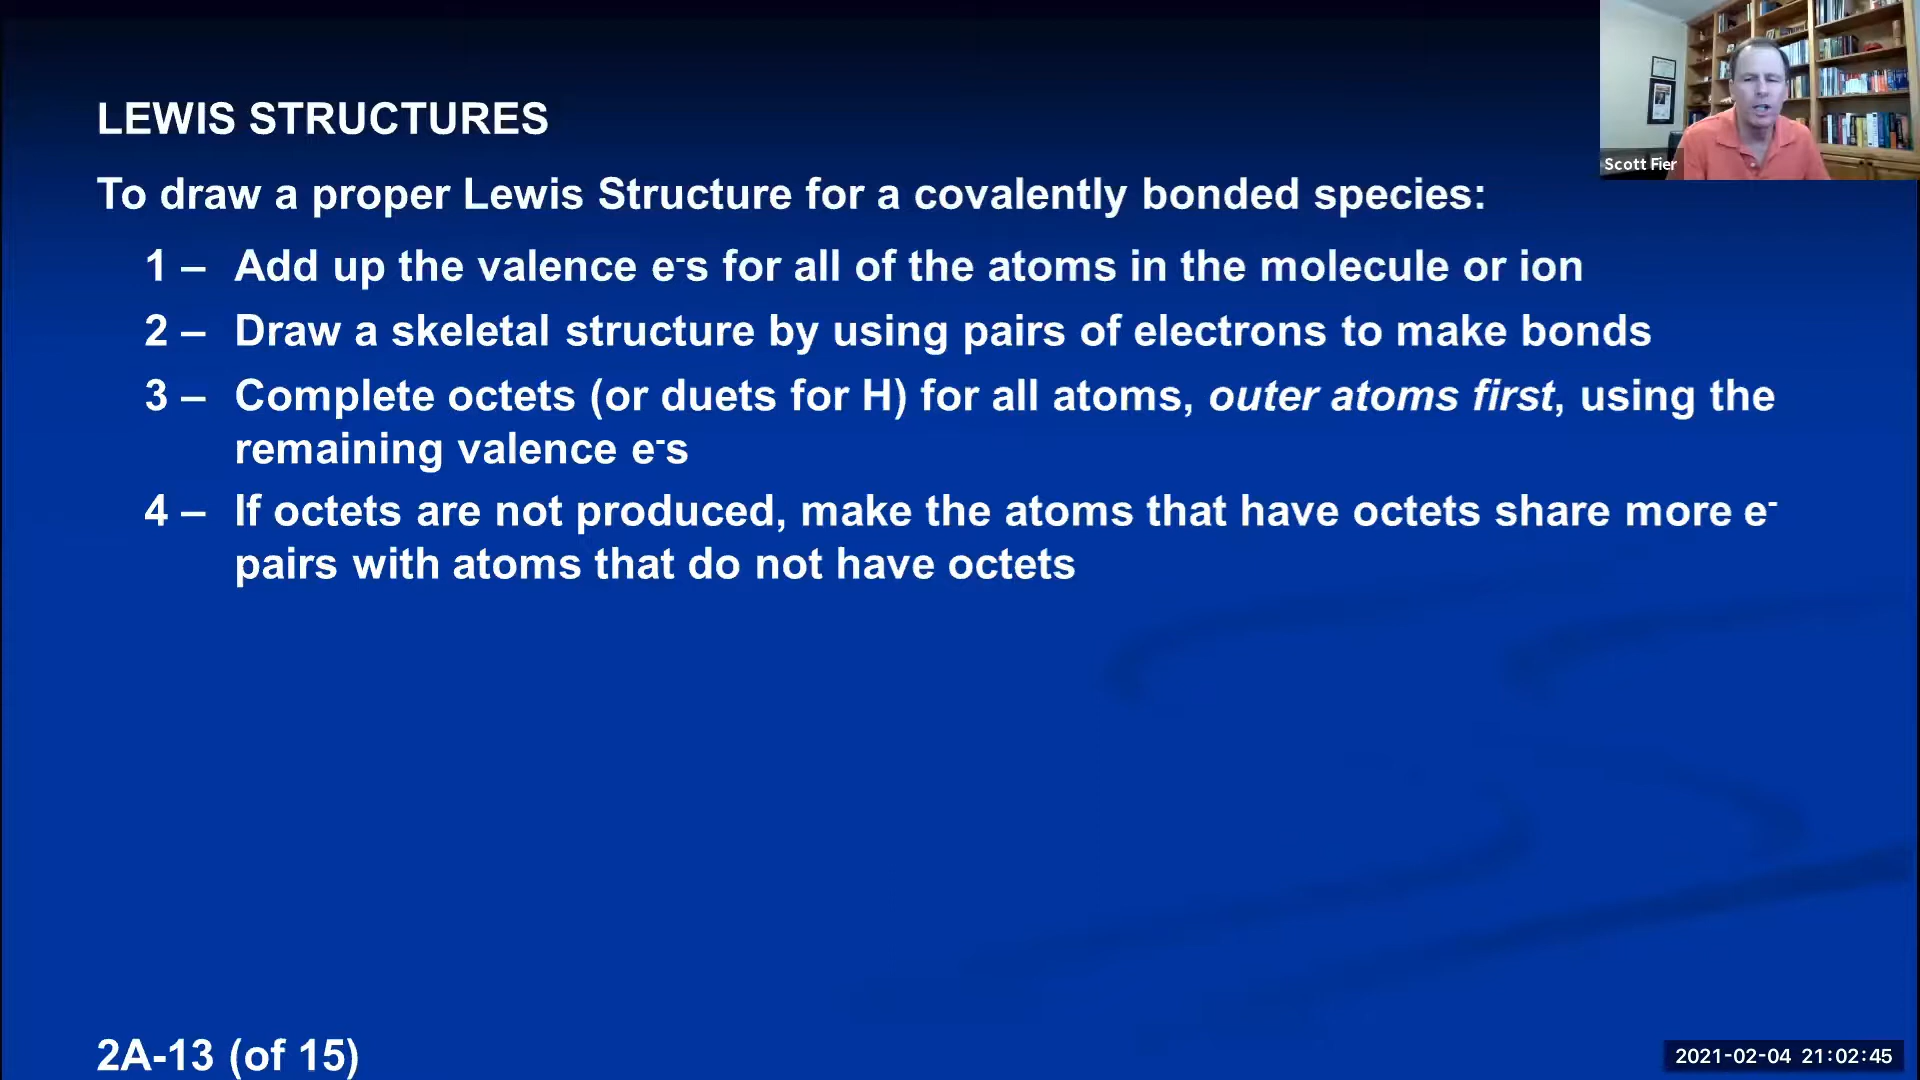 LEWIS STRUCTURES
To draw a proper Lewis Structure for a covalently bonded species:
1 – Add up the valence e⁻s for all of the atoms in the molecule or ion
2 – Draw a skeletal structure by using pairs of electrons to make bonds
3 – Complete octets (or duets for H) for all atoms, outer atoms first, using the
remaining valence e⁻s
4 – If octets are not produced, make the atoms that have octets share more e⁻
pairs with atoms that do not have octets
2A-13 (of 15)
Scott Fier
2021-02-04 21:02:45